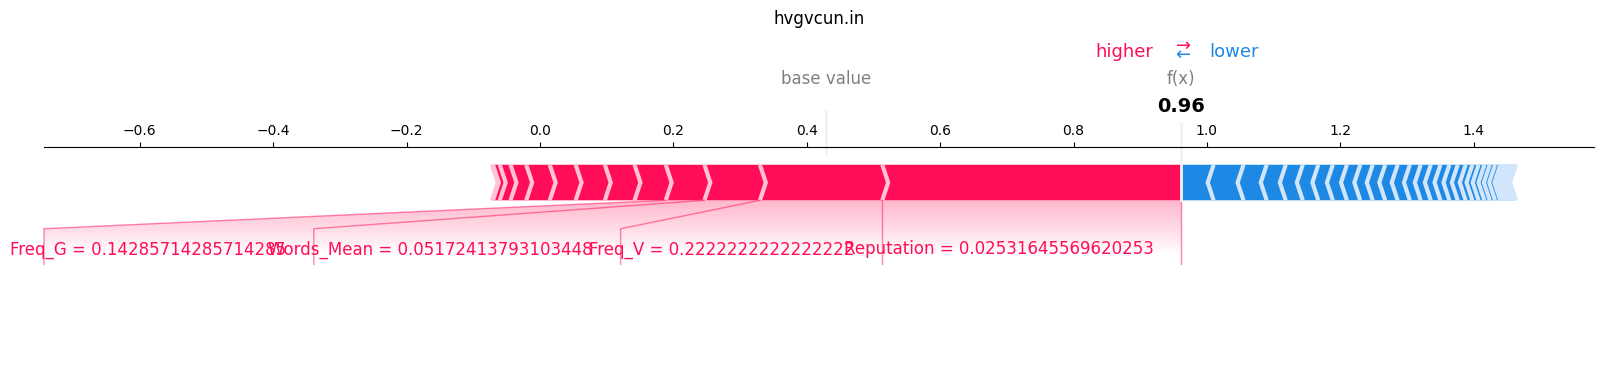 hvgvcun.in
higher ⇄ lower
base value f(x)
0.96
−0.6 −0.4 −0.2 0.0 0.2 0.4 0.6 0.8 1.0 1.2 1.4
Freq_G = 0.14285714285714285 Words_Mean = 0.05172413793103448 Freq_V = 0.2222222222222222 Reputation = 0.02531645569620253